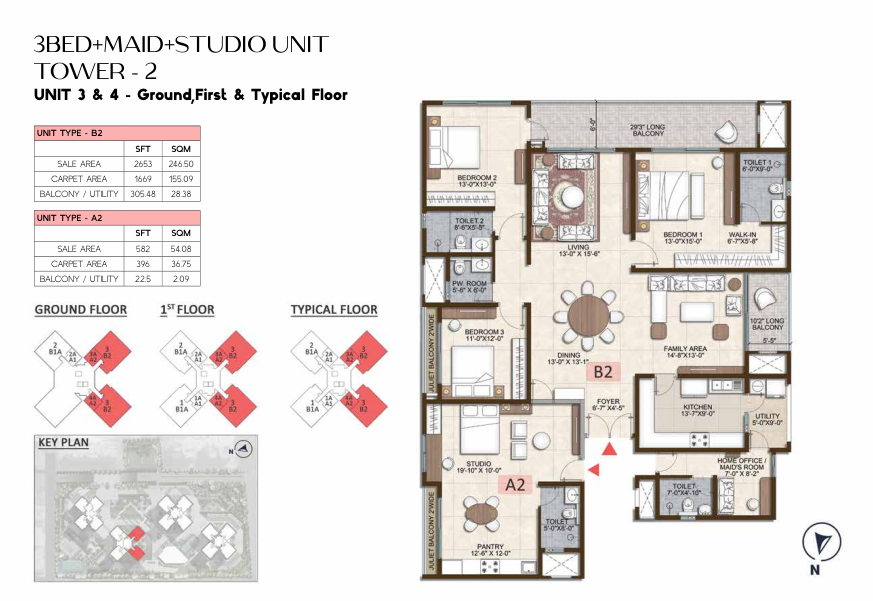 3BED+MAID+STUDIO UNIT
TOWER - 2
UNIT 3 & 4 - Ground,First & Typical Floor
UNIT TYPE - B2
SFT SQM
SALE AREA 2653 246.50
CARPET AREA 1669 155.09
BALCONY / UTILITY 305.48 28.38
UNIT TYPE - A2
SFT SQM
SALE AREA 582 54.08
CARPET AREA 396 36.75
BALCONY / UTILITY 22.5 2.09
GROUND FLOOR
2
B1A
2A
A1
3A
A2
3
B2
4A
A2
3
B2
1ST FLOOR
2
B1A
2A
A1
3A
A2
3
B2
1
B1A
1A
A1
4A
A2
3
B2
TYPICAL FLOOR
2
B1A
2A
A1
3A
A2
3
B2
1
B1A
1A
A1
4A
A2
3
B2
KEY PLAN
N
6'-0"
29'3" LONG
BALCONY
BEDROOM 2
13'-0"X13'-0"
TOILET 1
6'-0"X9'-0"
TOILET 2
8'-6"X5'-5"
LIVING
13'-0" X 15'-6"
BEDROOM 1
13'-0"X15'-0"
WALK-IN
6'-7"X5'-8"
PW. ROOM
5'-6" X 6'-0"
JULIET BALCONY 2'WIDE
BEDROOM 3
11'-0"X12'-0"
DINING
13'-0" X 13'-1"
FAMILY AREA
14'-8"X13'-0"
10'2" LONG
BALCONY
5'-5"
B2
FOYER
6'-7" X4'-5"
KITCHEN
13'-7"X9'-0"
UTILITY
5'-0"X9'-0"
STUDIO
19'-10" X 10'-0"
A2
HOME OFFICE /
MAID'S ROOM
7'-0" X 8'-2"
TOILET
7'-0"X4'-10"
JULIET BALCONY 2'WIDE
TOILET
5'-0"X8'-0"
PANTRY
12'-6" X 12'-0"
N